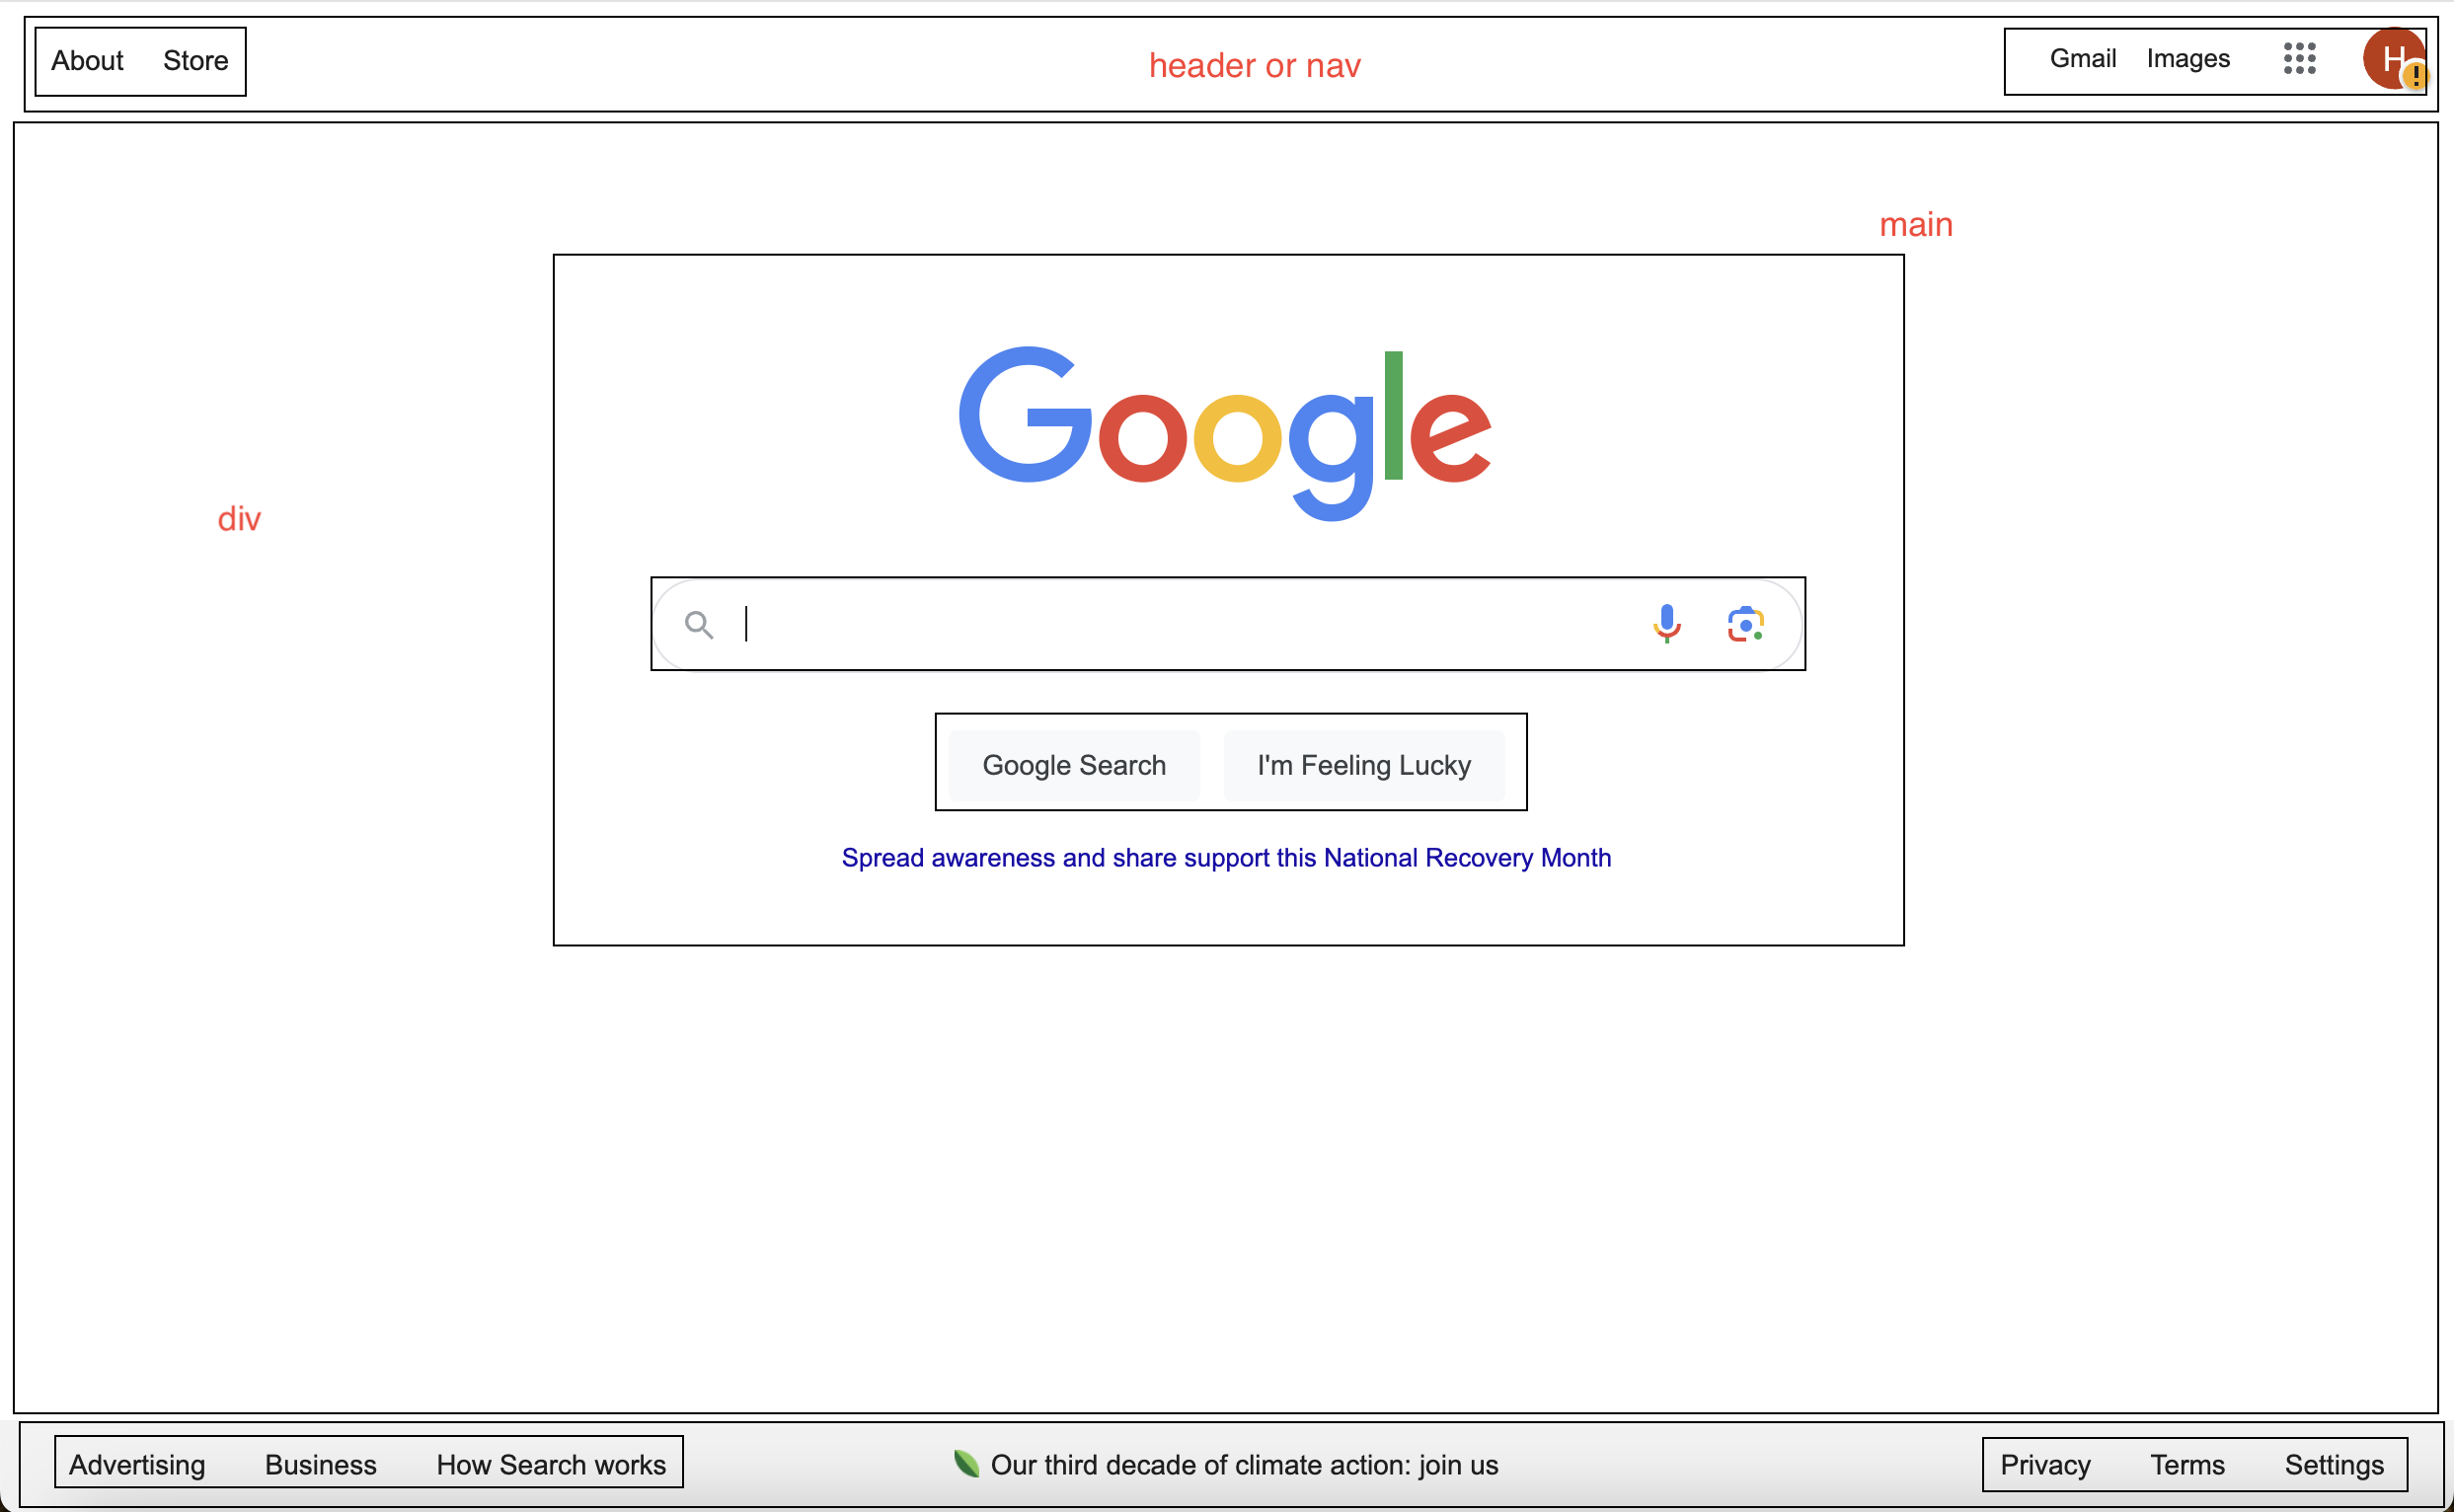 About Store header or nav Gmail Images H
main
Google
div
Google Search I'm Feeling Lucky
Spread awareness and share support this National Recovery Month
Advertising Business How Search works Our third decade of climate action: join us Privacy Terms Settings